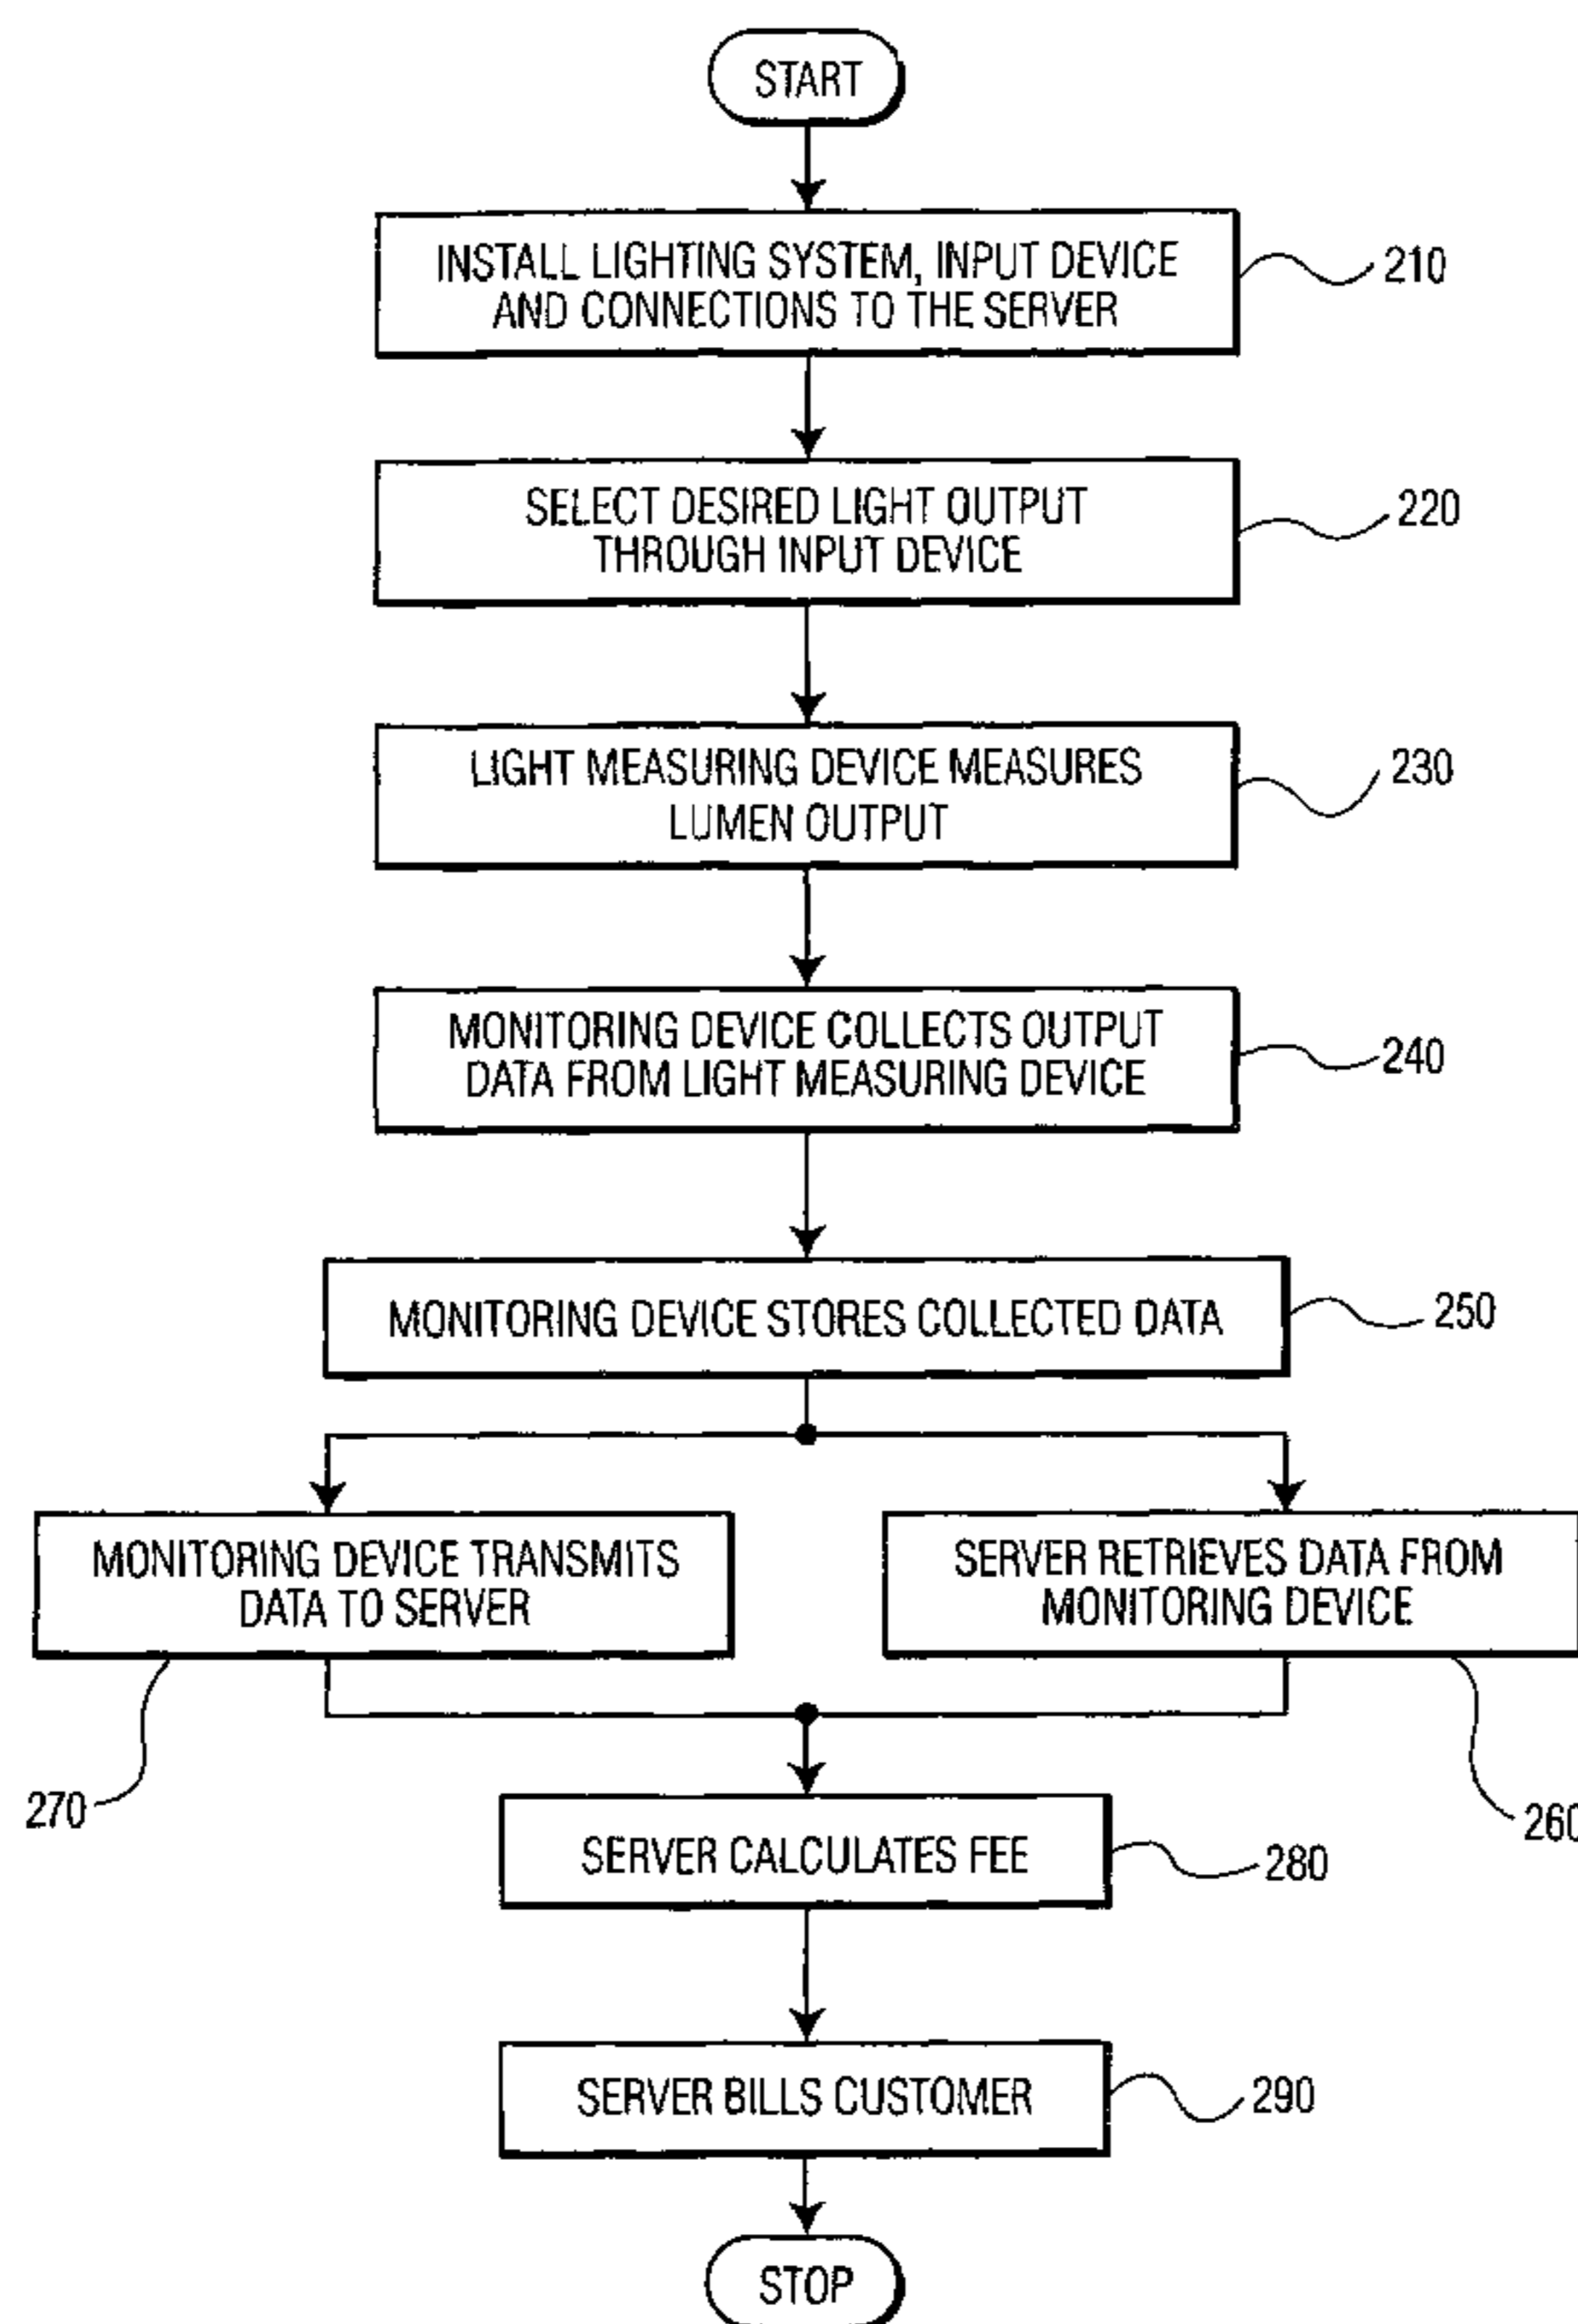 START
INSTALL LIGHTING SYSTEM, INPUT DEVICE
AND CONNECTIONS TO THE SERVER
210
SELECT DESIRED LIGHT OUTPUT
THROUGH INPUT DEVICE
220
LIGHT MEASURING DEVICE MEASURES
LUMEN OUTPUT
230
MONITORING DEVICE COLLECTS OUTPUT
DATA FROM LIGHT MEASURING DEVICE
240
MONITORING DEVICE STORES COLLECTED DATA
250
MONITORING DEVICE TRANSMITS
DATA TO SERVER
270
SERVER RETRIEVES DATA FROM
MONITORING DEVICE
260
SERVER CALCULATES FEE
280
SERVER BILLS CUSTOMER
290
STOP